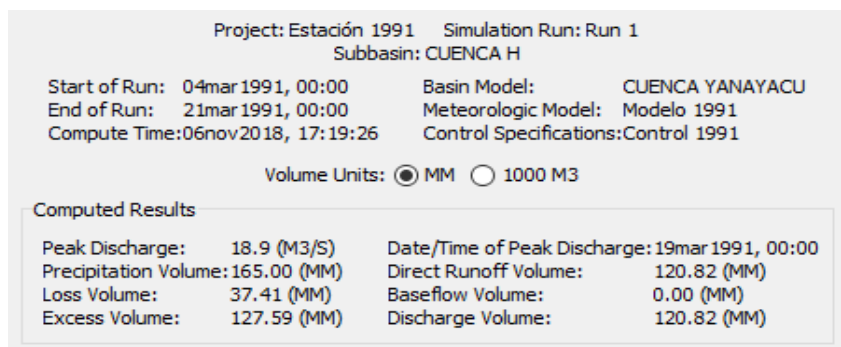 Project: Estación 1991 Simulation Run: Run 1
Subbasin: CUENCA H
Start of Run: 04mar1991, 00:00 Basin Model: CUENCA YANAYACU
End of Run: 21mar1991, 00:00 Meteorologic Model: Modelo 1991
Compute Time:06nov2018, 17:19:26 Control Specifications:Control 1991
Volume Units: MM 1000 M3
Computed Results
Peak Discharge: 18.9 (M3/S) Date/Time of Peak Discharge:19mar1991, 00:00
Precipitation Volume:165.00 (MM) Direct Runoff Volume: 120.82 (MM)
Loss Volume: 37.41 (MM) Baseflow Volume: 0.00 (MM)
Excess Volume: 127.59 (MM) Discharge Volume: 120.82 (MM)